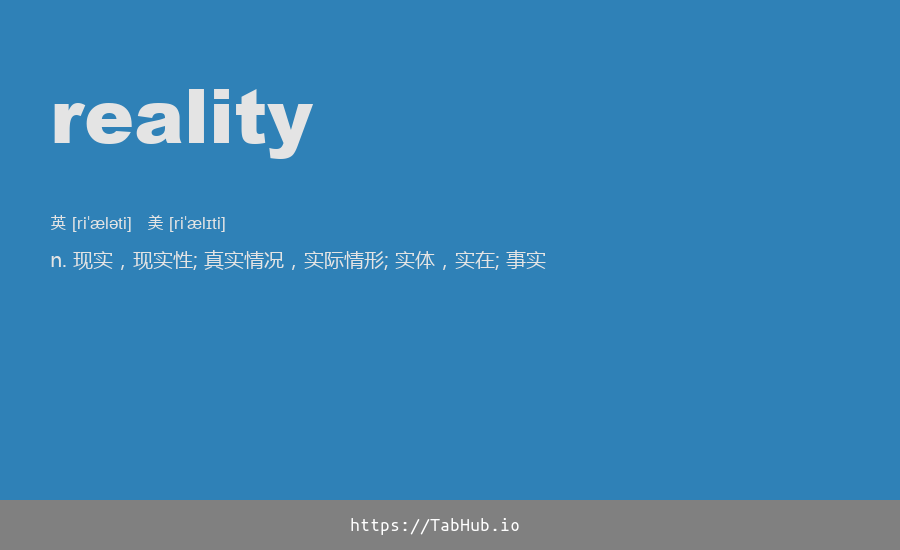 reality
英 [riˈæləti]   美 [riˈælɪti]
n. 现实，现实性; 真实情况，实际情形; 实体，实在; 事实
https://TabHub.io